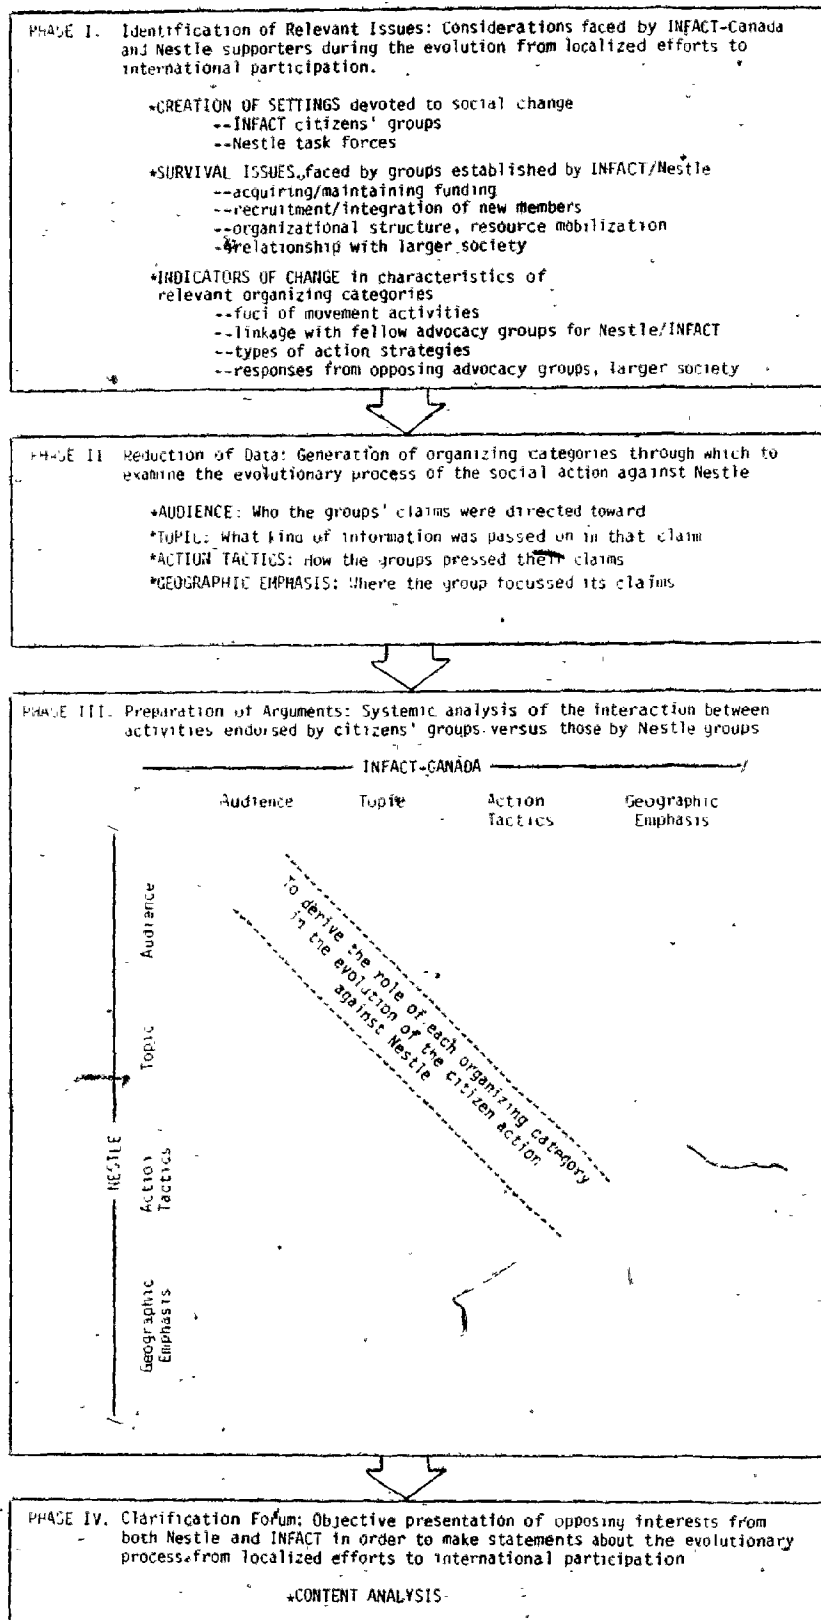 PHASE I. Identification of Relevant Issues: Considerations faced by INFACT-Canada
and Nestle supporters during the evolution from localized efforts to
international participation.
*CREATION OF SETTINGS devoted to social change
--INFACT citizens' groups
--Nestle task forces
*SURVIVAL ISSUES faced by groups established by INFACT/Nestle
--acquiring/maintaining funding
--recruitment/integration of new members
--organizational structure, resource mobilization
--relationship with larger society
*INDICATORS OF CHANGE in characteristics of
relevant organizing categories
--foci of movement activities
--linkage with fellow advocacy groups for Nestle/INFACT
--types of action strategies
--responses from opposing advocacy groups, larger society
PHASE II Reduction of Data: Generation of organizing categories through which to
examine the evolutionary process of the social action against Nestle
*AUDIENCE: Who the groups' claims were directed toward
*TOPIC: What kind of information was passed on in that claim
*ACTION TACTICS: How the groups pressed their claims
*GEOGRAPHIC EMPHASIS: Where the group focussed its claims
PHASE III. Preparation of Arguments: Systemic analysis of the interaction between
activities endorsed by citizens' groups versus those by Nestle groups
INFACT-CANADA
Audience Topic Action Geographic
Tactics Emphasis
NESTLE
Audience
Topic
Action
Tactics
Geographic
Emphasis
To derive the role of each organizing category
in the evolution of the citizen action
against Nestle
PHASE IV. Clarification Forum: Objective presentation of opposing interests from
both Nestle and INFACT in order to make statements about the evolutionary
process from localized efforts to international participation
*CONTENT ANALYSIS